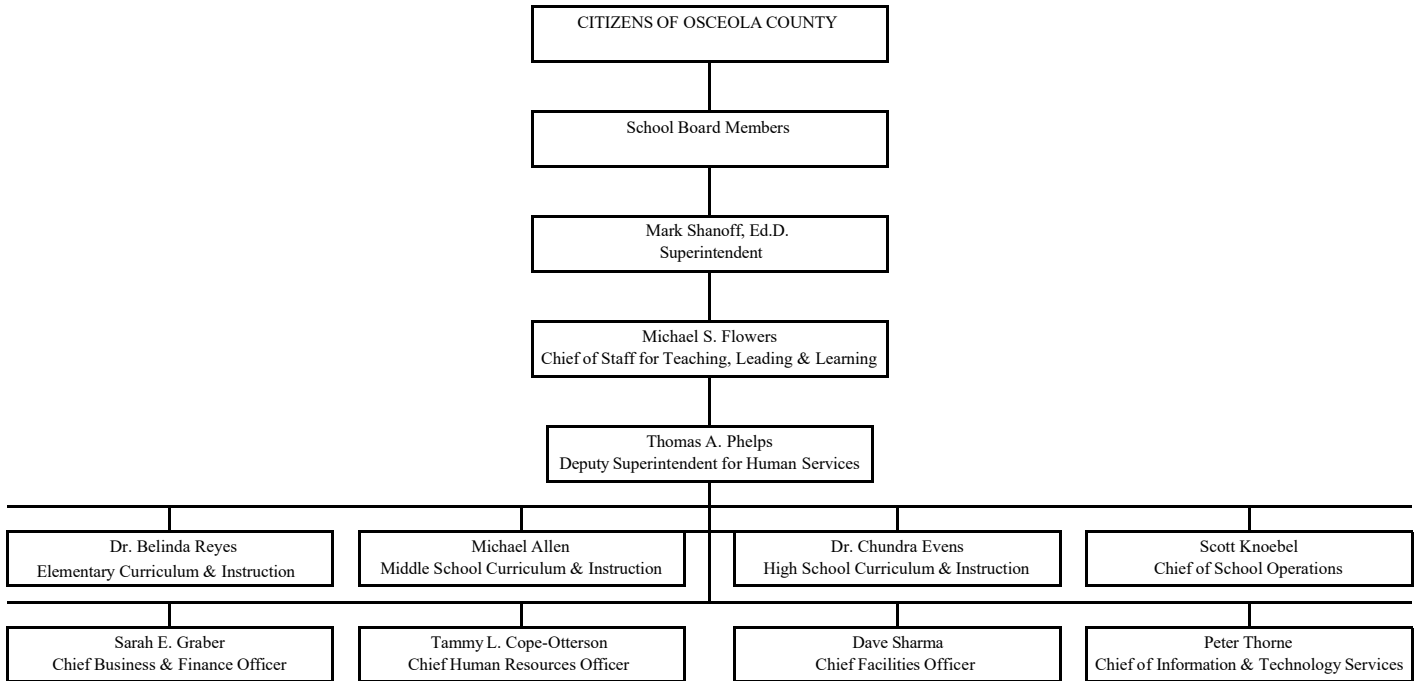 CITIZENS OF OSCEOLA COUNTY
School Board Members
Mark Shanoff, Ed.D.
Superintendent
Michael S. Flowers
Chief of Staff for Teaching, Leading & Learning
Thomas A. Phelps
Deputy Superintendent for Human Services
Dr. Belinda Reyes
Elementary Curriculum & Instruction
Michael Allen
Middle School Curriculum & Instruction
Dr. Chundra Evens
High School Curriculum & Instruction
Scott Knoebel
Chief of School Operations
Sarah E. Graber
Chief Business & Finance Officer
Tammy L. Cope-Otterson
Chief Human Resources Officer
Dave Sharma
Chief Facilities Officer
Peter Thorne
Chief of Information & Technology Services